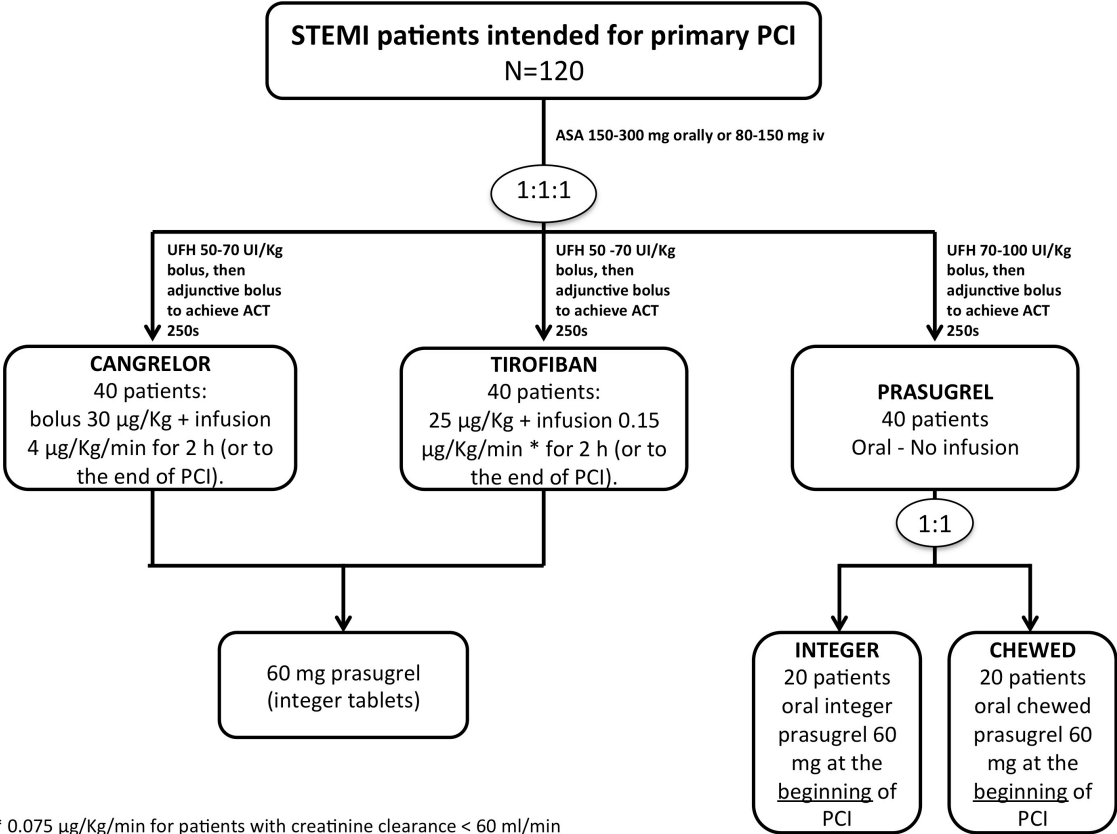 STEMI patients intended for primary PCI
N=120
ASA 150-300 mg orally or 80-150 mg iv
1:1:1
UFH 50-70 UI/Kg
bolus, then
adjunctive bolus
to achieve ACT
250s
UFH 50 -70 UI/Kg
bolus, then
adjunctive bolus
to achieve ACT
250s
UFH 70-100 UI/Kg
bolus, then
adjunctive bolus
to achieve ACT
250s
CANGRELOR
40 patients:
bolus 30 µg/Kg + infusion
4 µg/Kg/min for 2 h (or to
the end of PCI).
TIROFIBAN
40 patients:
25 µg/Kg + infusion 0.15
µg/Kg/min * for 2 h (or to
the end of PCI).
PRASUGREL
40 patients
Oral - No infusion
1:1
60 mg prasugrel
(integer tablets)
INTEGER
20 patients
oral integer
prasugrel 60
mg at the
beginning of
PCI
CHEWED
20 patients
oral chewed
prasugrel 60
mg at the
beginning of
PCI
* 0.075 µg/Kg/min for patients with creatinine clearance < 60 ml/min